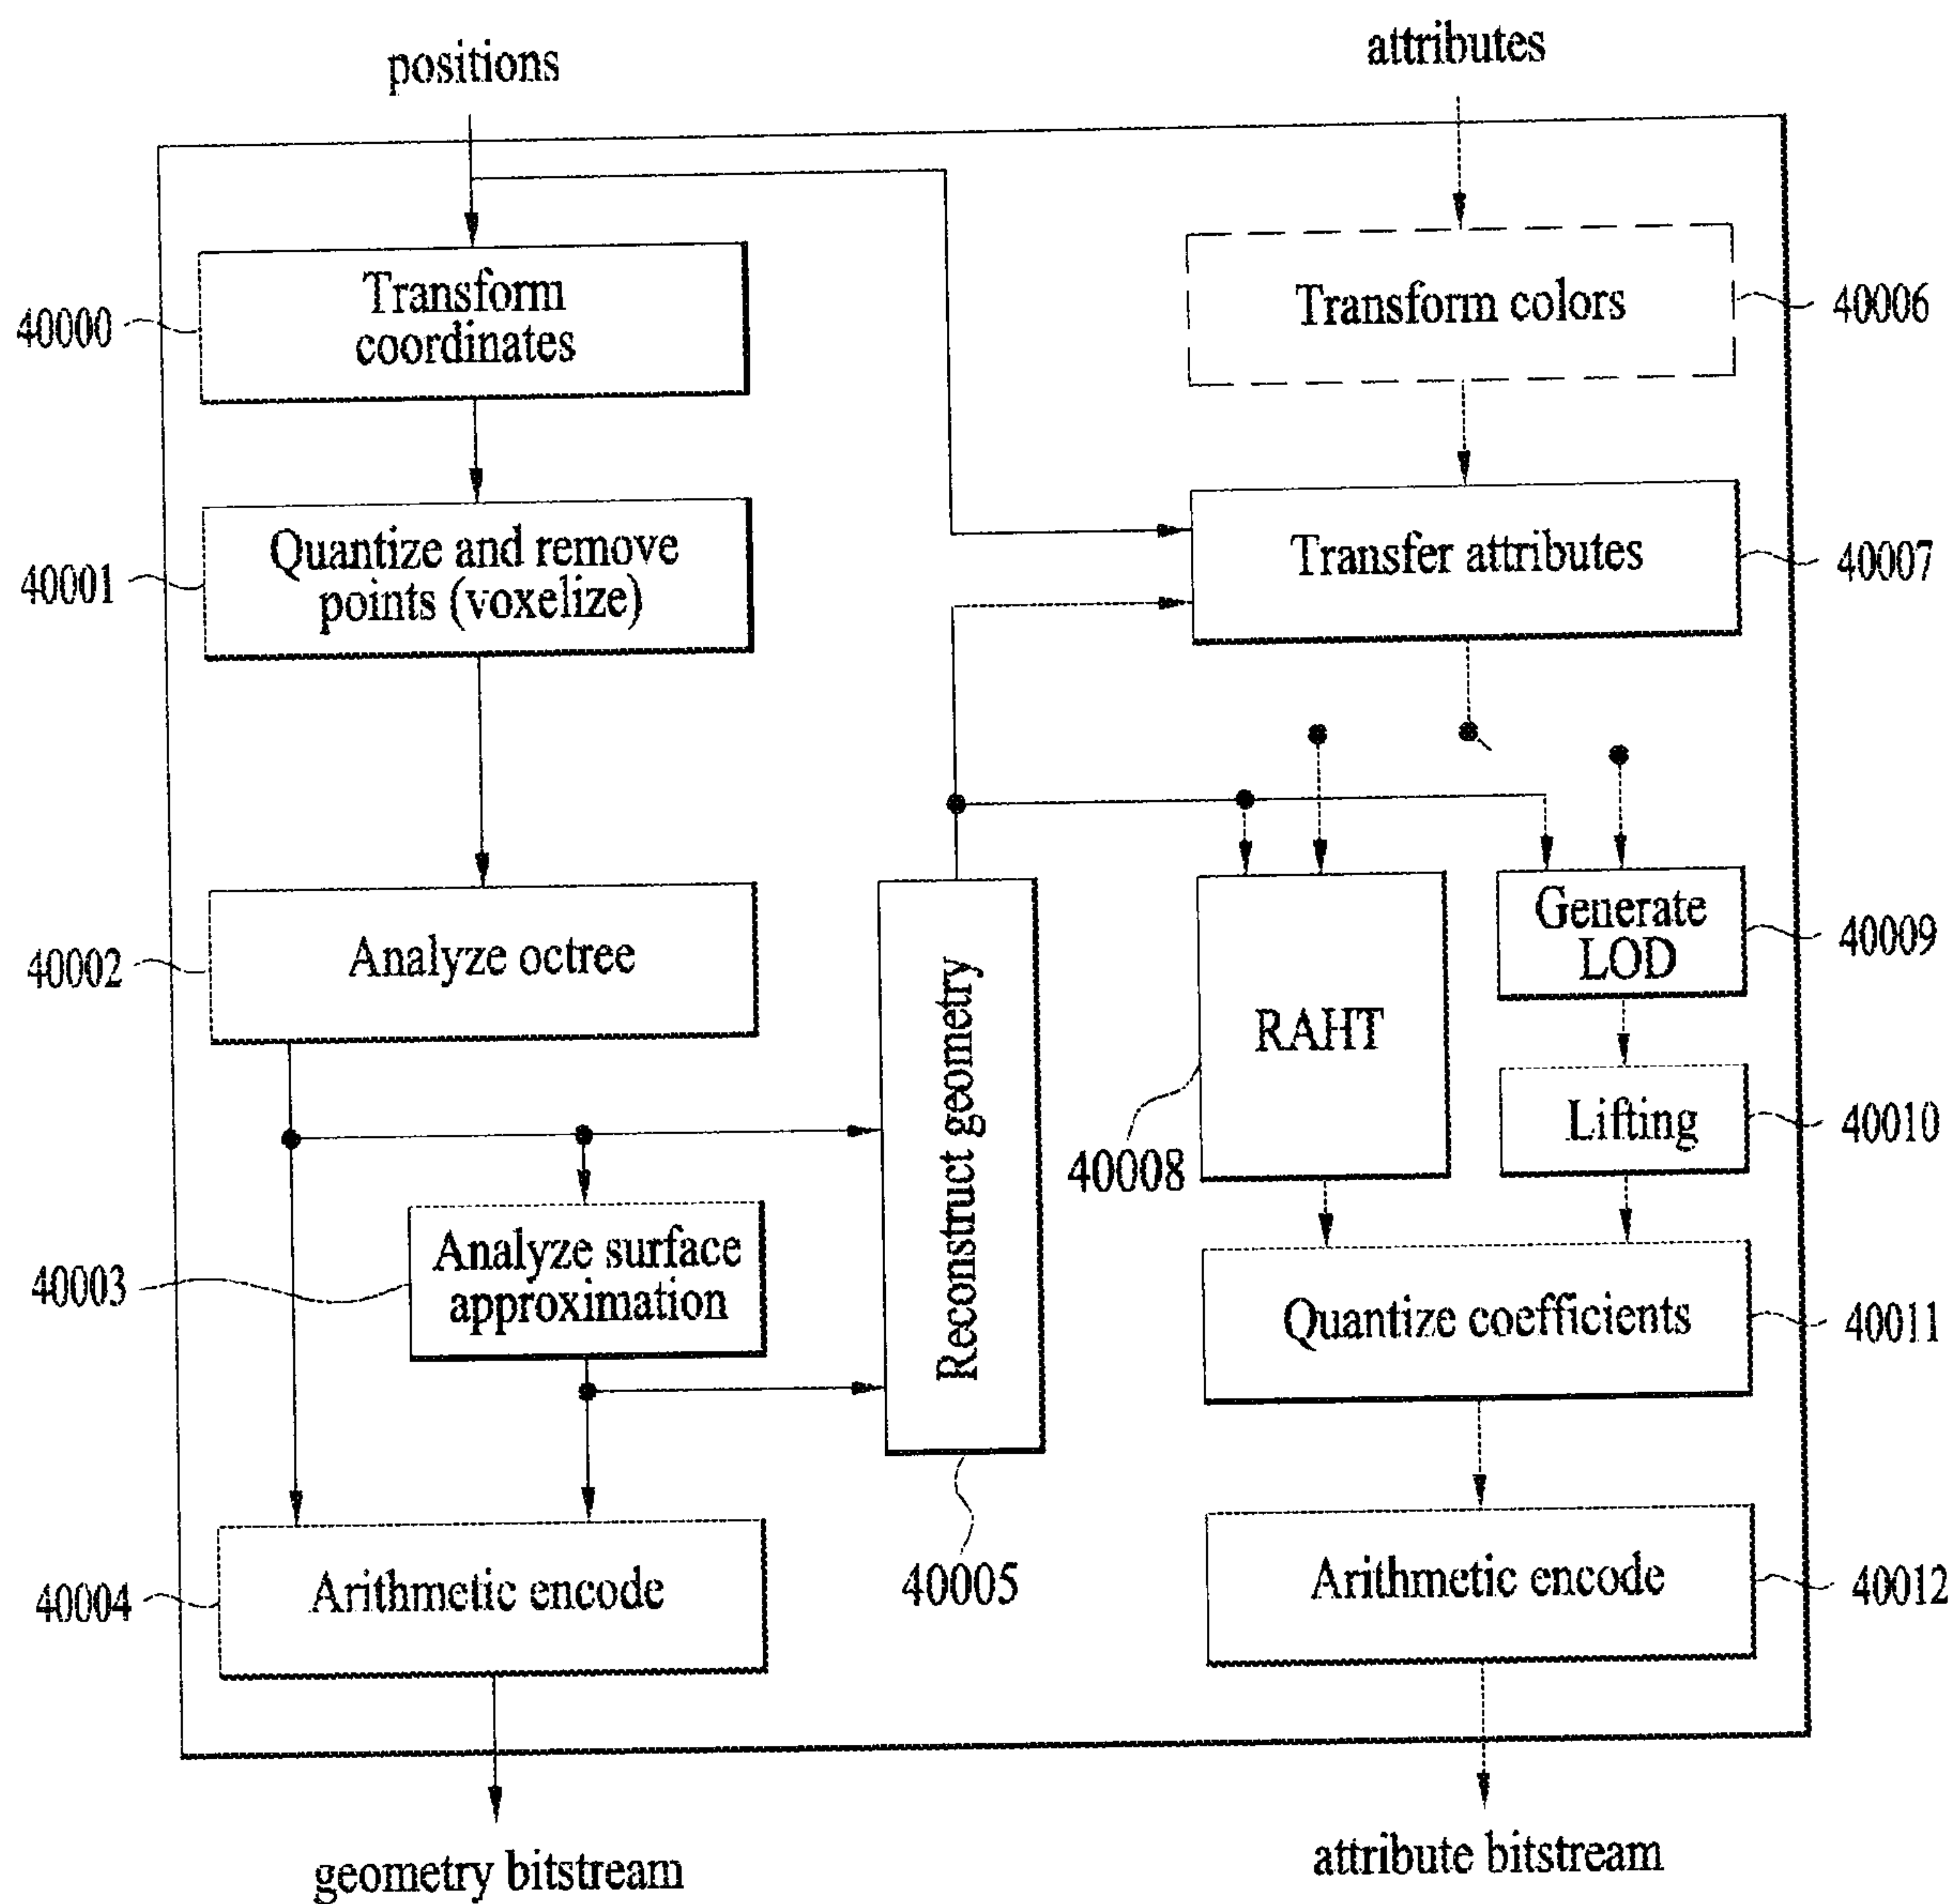 positions
attributes
Transform
coordinates
40000
Transform colors
40006
Quantize and remove
points (voxelize)
40001
Transfer attributes
40007
Analyze octree
40002
Reconstruct geometry
40005
RAHT
40008
Generate
LOD
40009
Lifting
40010
Analyze surface
approximation
40003
Quantize coefficients
40011
Arithmetic encode
40004
Arithmetic encode
40012
geometry bitstream
attribute bitstream